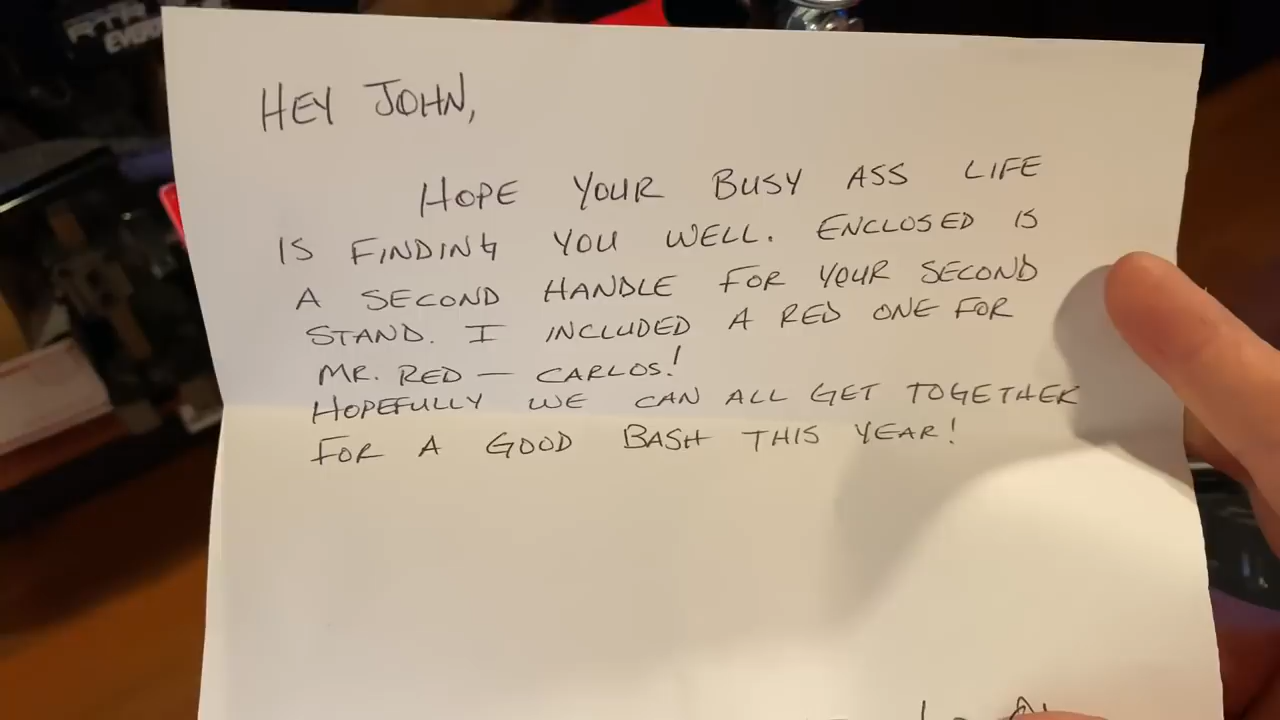 HEY JOHN,
HOPE YOUR BUSY ASS LIFE
IS FINDING YOU WELL. ENCLOSED IS
A SECOND HANDLE FOR YOUR SECOND
STAND. I INCLUDED A RED ONE FOR
MR. RED — CARLOS!
HOPEFULLY WE CAN ALL GET TOGETHER
FOR A GOOD BASH THIS YEAR!